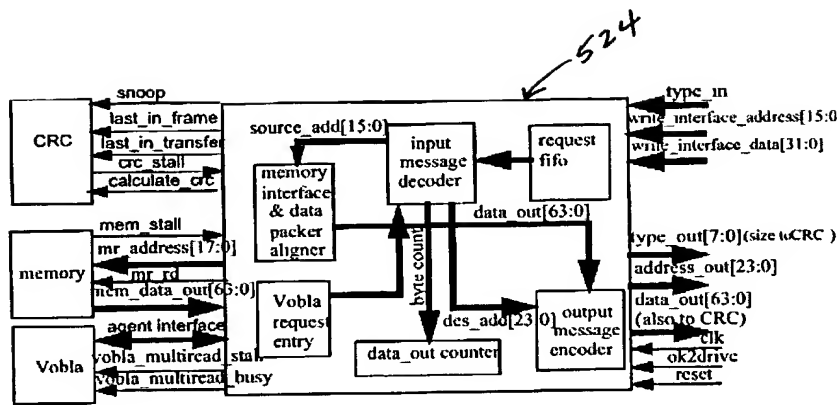 524
snoop
last_in_frame
last_in_transfer
crc_stall
calculate_crc
CRC
mem_stall
mr_address[17:0]
mr_rd
mem_data_out[63:0]
memory
agent interface
vobla_multiread_stall
vobla_multiread_busy
Vobla
source_add[15:0]
memory
interface
& data
packer
aligner
input
message
decoder
request
fifo
data_out[63:0]
byte count
Vobla
request
entry
des_add[23:0]
data_out counter
output
message
encoder
type_in
write_interface_address[15:0
write_interface_data[31:0]
type_out[7:0](size toCRC )
address_out[23:0]
data_out[63:0]
(also to CRC)
clk
ok2drive
reset